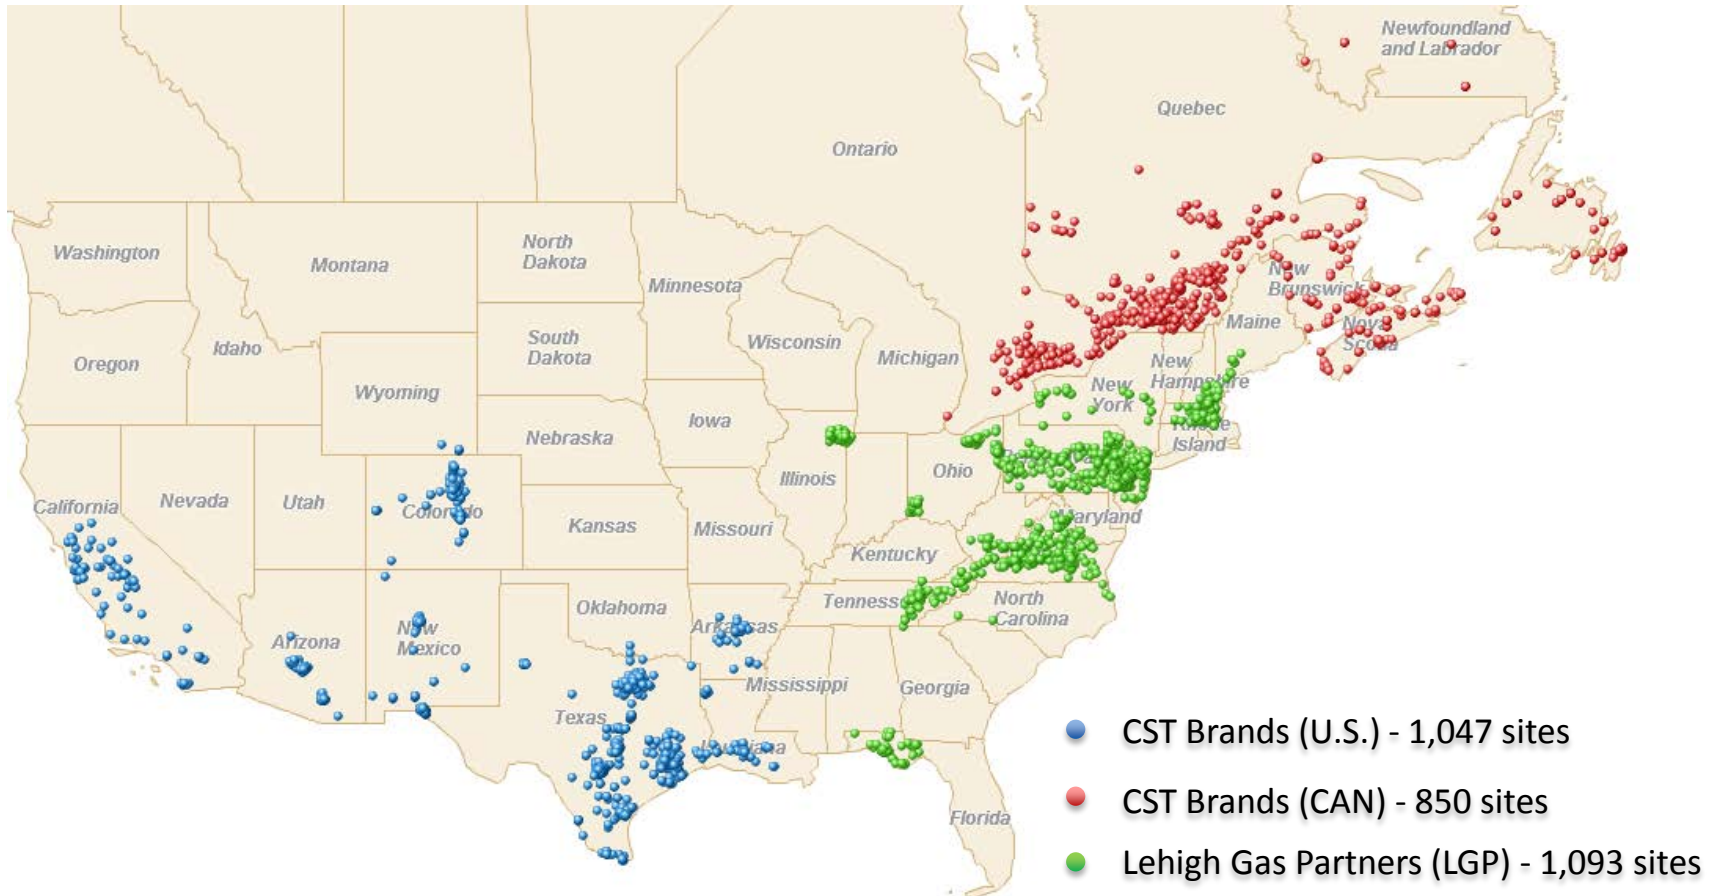 Newfoundland
and Labrador
Quebec
Ontario
Washington
Montana
North
Dakota
Minnesota
New
Brunswick
Oregon
Idaho
South
Dakota
Wisconsin
Michigan
Maine
Nova
Scotia
Wyoming
New
Hampshire
New
York
Iowa
Nebraska
Rhode
Island
California
Nevada
Utah
Colorado
Kansas
Missouri
Illinois
Ohio
Maryland
Kentucky
Oklahoma
Arkansas
Tenness
North
Carolina
Arizona
New
Mexico
Texas
Mississippi
Georgia
Louisiana
Florida
CST Brands (U.S.) - 1,047 sites
CST Brands (CAN) - 850 sites
Lehigh Gas Partners (LGP) - 1,093 sites